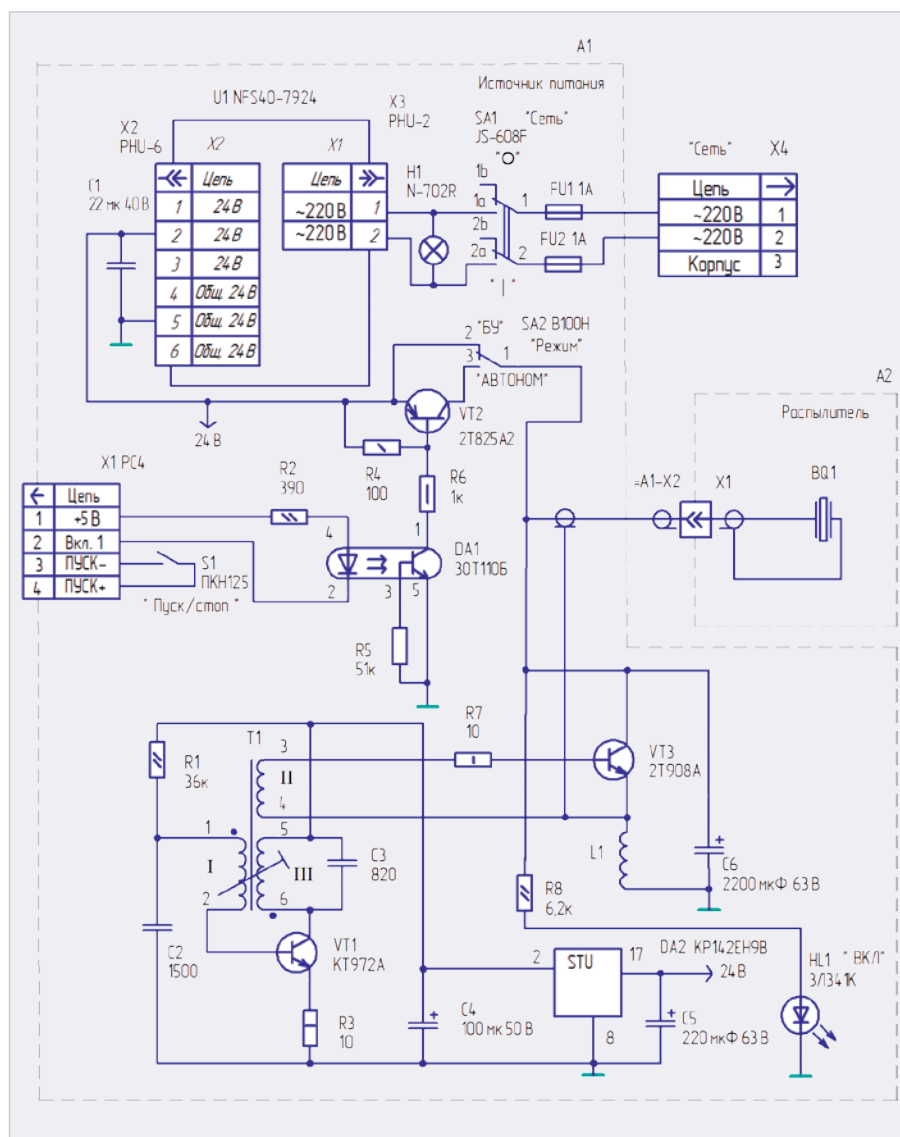 A1
Источник питания
U1 NFS40-7924
X2
PHU-6
X2
X1
X3
PHU-2
SA1 "Сеть"
JS-608F
"O"
"Сеть" X4
C1
22 мк 40 В
Цепь
1 24 В
2 24 В
3 24 В
4 Общ. 24 В
5 Общ. 24 В
6 Общ. 24 В
Цепь
~220 В 1
~220 В 2
H1
N-702R
1b
1a
2b
2a
1
2
"|"
FU1 1A
FU2 1A
Цепь
~220 В 1
~220 В 2
Корпус 3
2 "БУ"
3
1
SA2 B100H
"Режим"
"АВТОНОМ"
A2
Распылитель
VT2
2Т825А2
24 В
R4
100
R6
1к
X1 PC4
Цепь
1 +5 В
2 Вкл. 1
3 ПУСК-
4 ПУСК+
R2
390
S1
ПКН125
"Пуск/стоп"
4
1
2
3
5
DA1
3ОТ110Б
=A1-X2 X1
BQ1
R5
51к
R7
10
VT3
2Т908А
T1
3
II
4
R1
36к
1
I
2
5
III
6
C3
820
L1
C6
2200 мкФ 63 В
R8
6,2к
C2
1500
VT1
КТ972А
R3
10
C4
100 мк 50 В
2
STU
17
8
DA2 КР142ЕН9В
24 В
C5
220 мкФ 63 В
HL1 "ВКЛ"
3Л341К